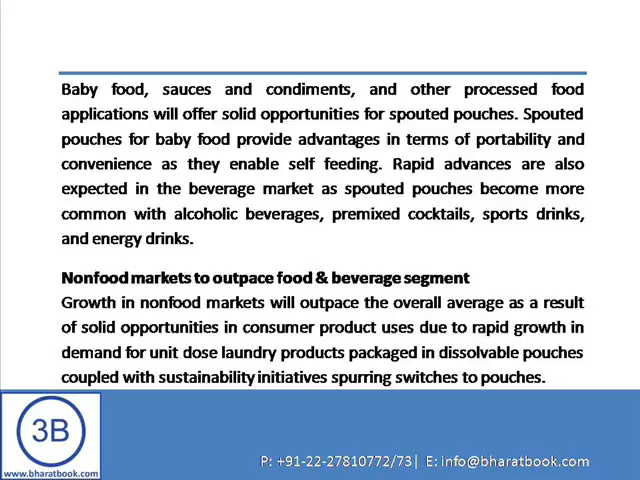 Baby food, sauces and condiments, and other processed food
applications will offer solid opportunities for spouted pouches. Spouted
pouches for baby food provide advantages in terms of portability and
convenience as they enable self feeding. Rapid advances are also
expected in the beverage market as spouted pouches become more
common with alcoholic beverages, premixed cocktails, sports drinks,
and energy drinks.
Nonfood markets to outpace food & beverage segment
Growth in nonfood markets will outpace the overall average as a result
of solid opportunities in consumer product uses due to rapid growth in
demand for unit dose laundry products packaged in dissolvable pouches
coupled with sustainability initiatives spurring switches to pouches.
3B
www.bharatbook.com
P: +91-22-27810772/73| E: info@bharatbook.com